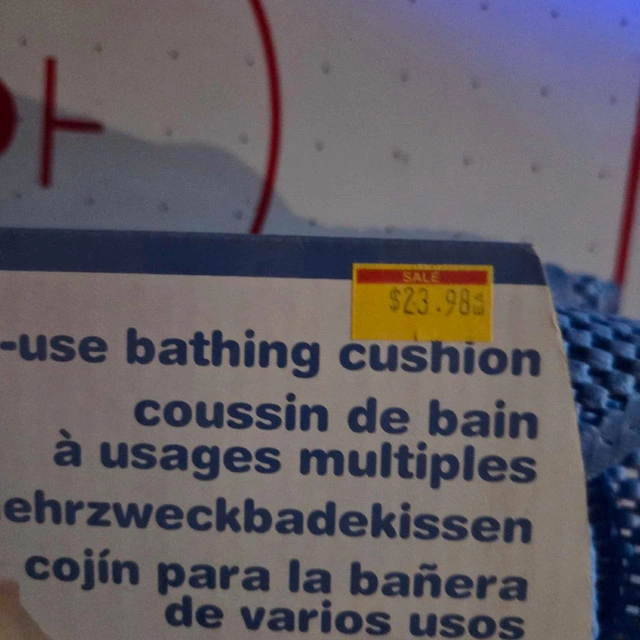 SALE
$23.98
-use bathing cushion
coussin de bain
à usages multiples
ehrzweckbadekissen
cojín para la bañera
de varios usos